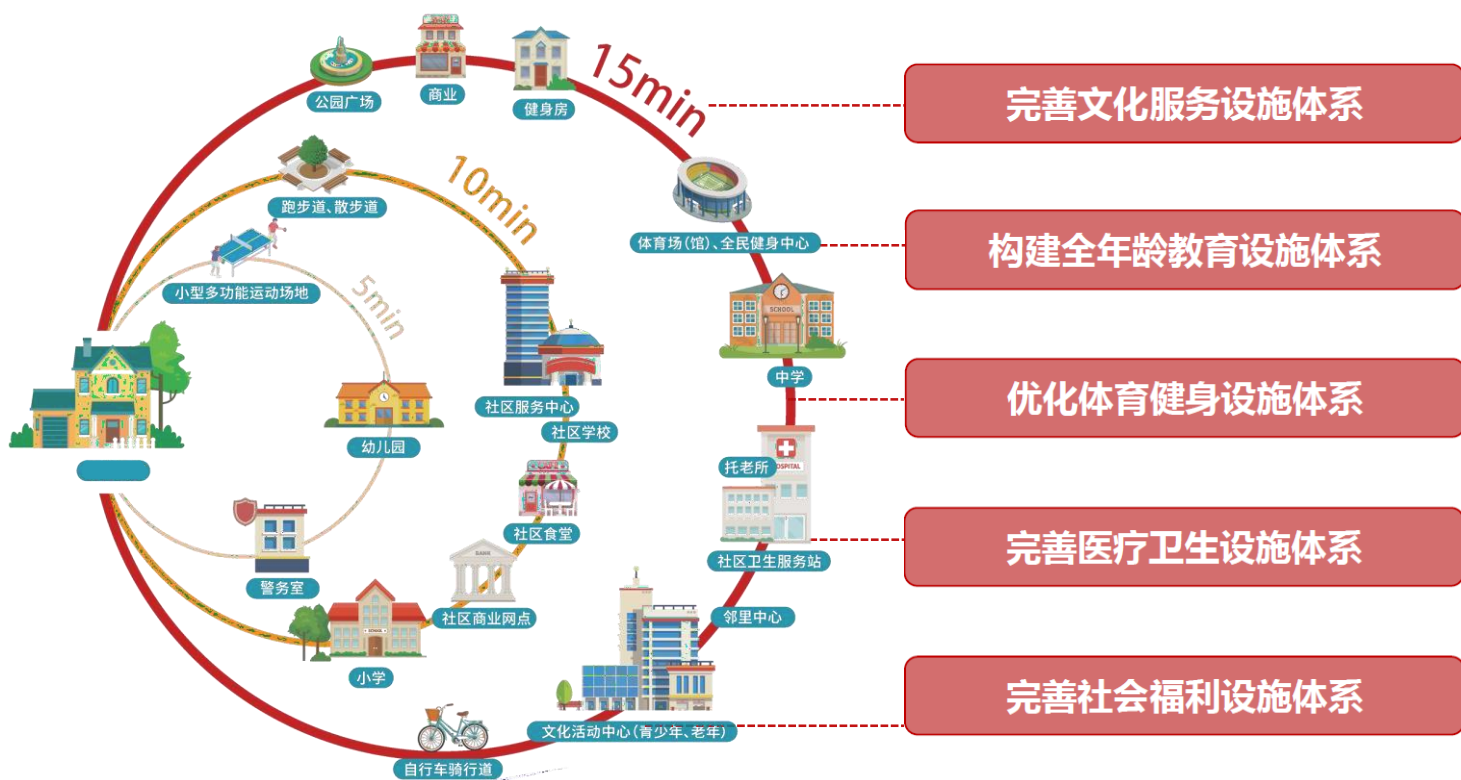 公园广场
商业
健身房
15min
完善文化服务设施体系
10min
跑步道、散步道
体育场(馆)、全民健身中心
构建全年龄教育设施体系
小型多功能运动场地
5min
SCHOOL
中学
社区服务中心
社区学校
优化体育健身设施体系
幼儿园
托老所
HOSPITAL
社区食堂
社区卫生服务站
完善医疗卫生设施体系
警务室
BANK
社区商业网点
邻里中心
SCHOOL
小学
完善社会福利设施体系
文化活动中心(青少年、老年)
自行车骑行道